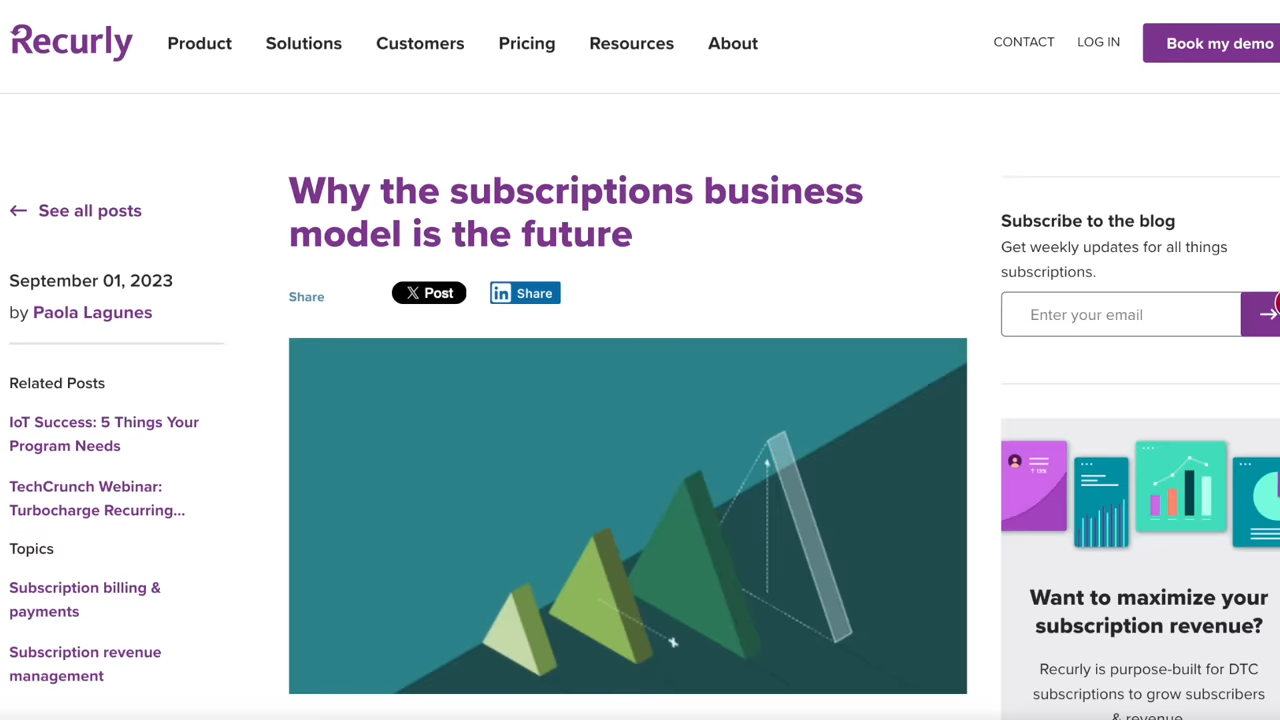 Recurly
Product
Solutions
Customers
Pricing
Resources
About
CONTACT
LOG IN
Book my demo
← See all posts
September 01, 2023
by Paola Lagunes
Related Posts
IoT Success: 5 Things Your
Program Needs
TechCrunch Webinar:
Turbocharge Recurring...
Topics
Subscription billing &
payments
Subscription revenue
management
Why the subscriptions business
model is the future
Share
X Post
in Share
Subscribe to the blog
Get weekly updates for all things
subscriptions.
Enter your email
Want to maximize your
subscription revenue?
Recurly is purpose-built for DTC
subscriptions to grow subscribers
& revenue